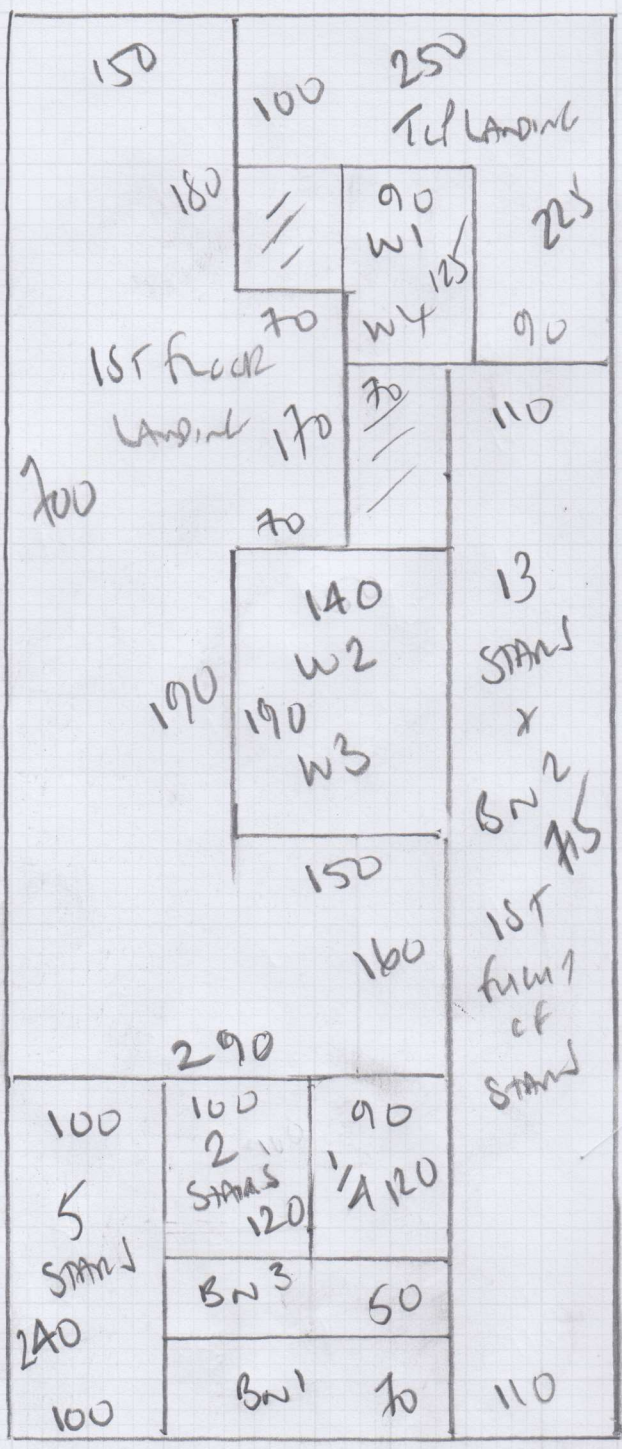 150
250
100
TOP LANDING
180
90
W1
125
W4
225
90
70
1ST FLOOR
LANDING
170
70
70
110
700
13
STAIRS
X
BN2
715
1ST
FLIGHT
OF
STAIRS
140
W2
190
190
W3
150
160
290
100
5
STAIRS
240
100
100
2
STAIRS
120
90
1/4 120
BN3
50
BN1
70
110